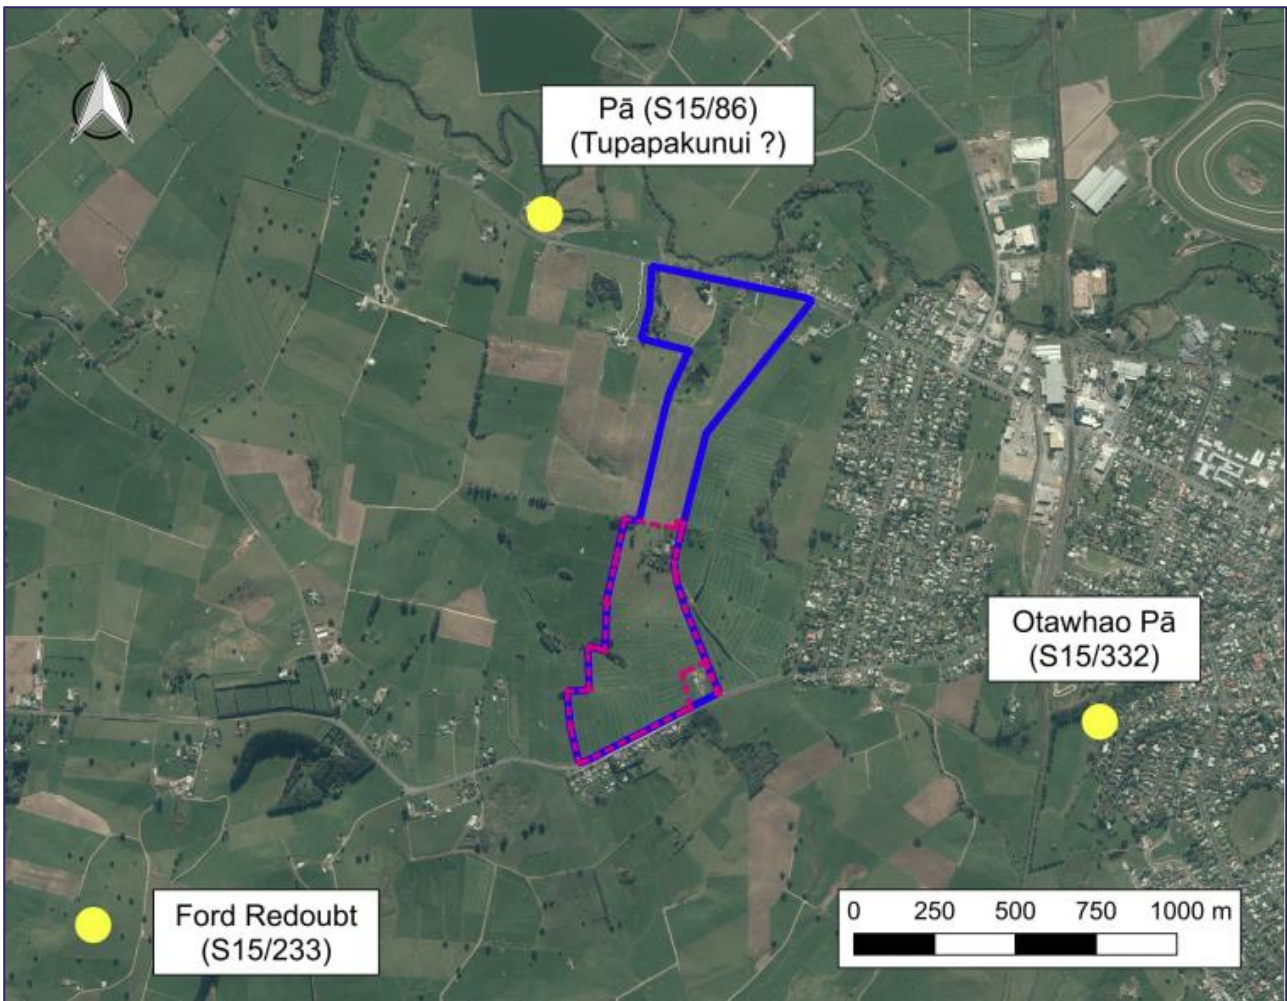 Pā (S15/86)
(Tupapakunui ?)
Otawhao Pā
(S15/332)
Ford Redoubt
(S15/233)
0 250 500 750 1000 m